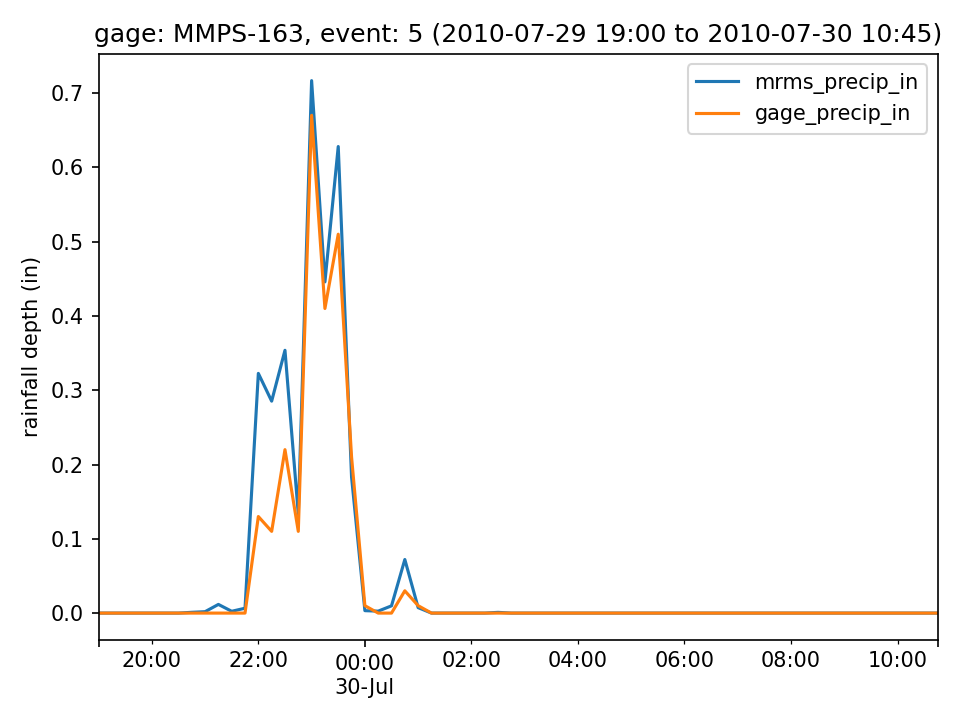 gage: MMPS-163, event: 5 (2010-07-29 19:00 to 2010-07-30 10:45)
mrms_precip_in
gage_precip_in
rainfall depth (in)
0.7
0.6
0.5
0.4
0.3
0.2
0.1
0.0
20:00 22:00 00:00 02:00 04:00 06:00 08:00 10:00
30-Jul